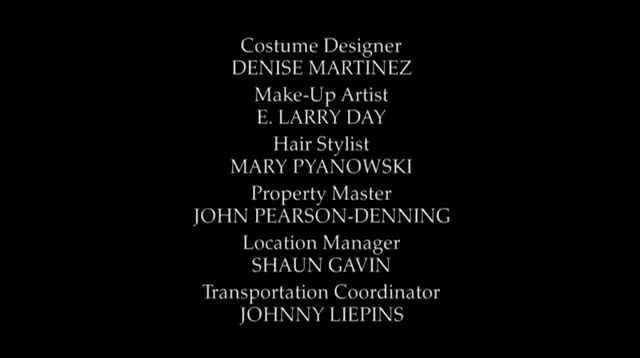 Costume Designer
DENISE MARTINEZ
Make-Up Artist
E. LARRY DAY
Hair Stylist
MARY PYANOWSKI
Property Master
JOHN PEARSON-DENNING
Location Manager
SHAUN GAVIN
Transportation Coordinator
JOHNNY LIEPINS